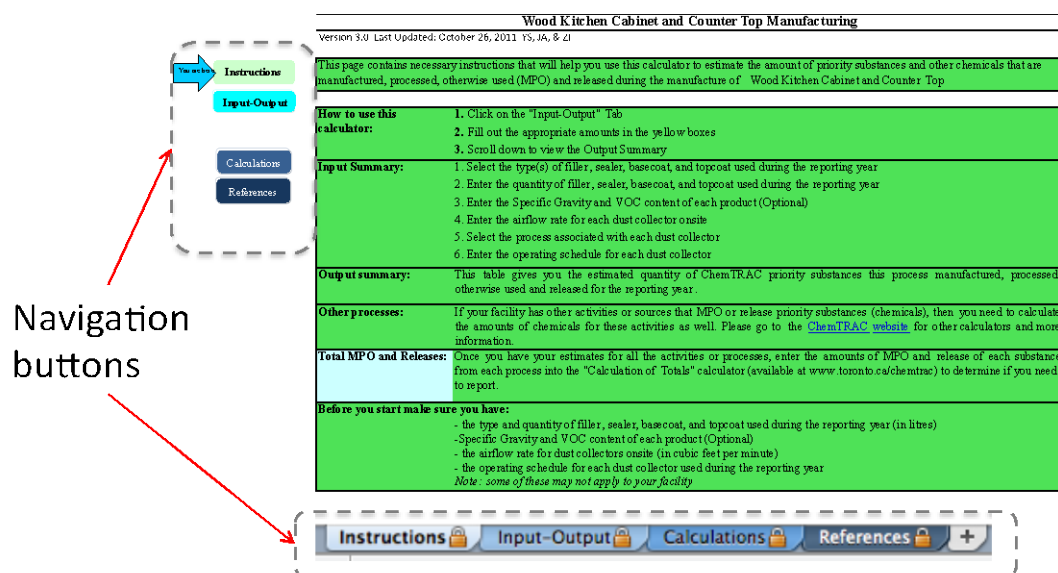 Wood Kitchen Cabinet and Counter Top Manufacturing
Version 3.0 Last Updated: October 26, 2011 YS, JA, & ZI
You are here
Instructions
Input-Output
Calculations
References
This page contains necessary instructions that will help you use this calculator to estimate the amount of priority substances and other chemicals that are
manufactured, processed, otherwise used (MPO) and released during the manufacture of Wood Kitchen Cabinet and Counter Top
How to use this calculator:
1. Click on the "Input-Output" Tab
2. Fill out the appropriate amounts in the yellow boxes
3. Scroll down to view the Output Summary
Input Summary:
1. Select the type(s) of filler, sealer, basecoat, and topcoat used during the reporting year
2. Enter the quantity of filler, sealer, basecoat, and topcoat used during the reporting year
3. Enter the Specific Gravity and VOC content of each product (Optional)
4. Enter the airflow rate for each dust collector onsite
5. Select the process associated with each dust collector
6. Enter the operating schedule for each dust collector
Output summary:
This table gives you the estimated quantity of ChemTRAC priority substances this process manufactured, processed
otherwise used and released for the reporting year.
Other processes:
If your facility has other activities or sources that MPO or release priority substances (chemicals), then you need to calculate
the amounts of chemicals for these activities as well. Please go to the ChemTRAC website for other calculators and more
information.
Total MPO and Releases:
Once you have your estimates for all the activities or processes, enter the amounts of MPO and release of each substance
from each process into the "Calculation of Totals" calculator (available at www.toronto.ca/chemtrac) to determine if you need
to report.
Before you start make sure you have:
- the type and quantity of filler, sealer, basecoat, and topcoat used during the reporting year (in litres)
-Specific Gravity and VOC content of each product (Optional)
- the airflow rate for dust collectors onsite (in cubic feet per minute)
- the operating schedule for each dust collector used during the reporting year
Note: some of these may not apply to your facility
Navigation
buttons
Instructions Input-Output Calculations References +